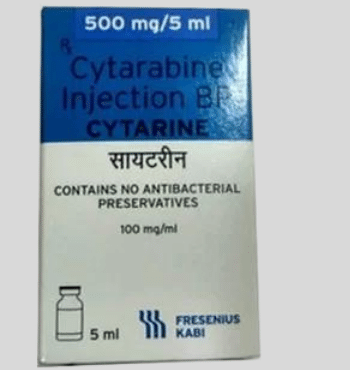 500 mg/5 ml
Rx
Cytarabine
Injection BP
CYTARINE
सायटरीन
CONTAINS NO ANTIBACTERIAL
PRESERVATIVES
100 mg/ml
5 ml
FRESENIUS
KABI